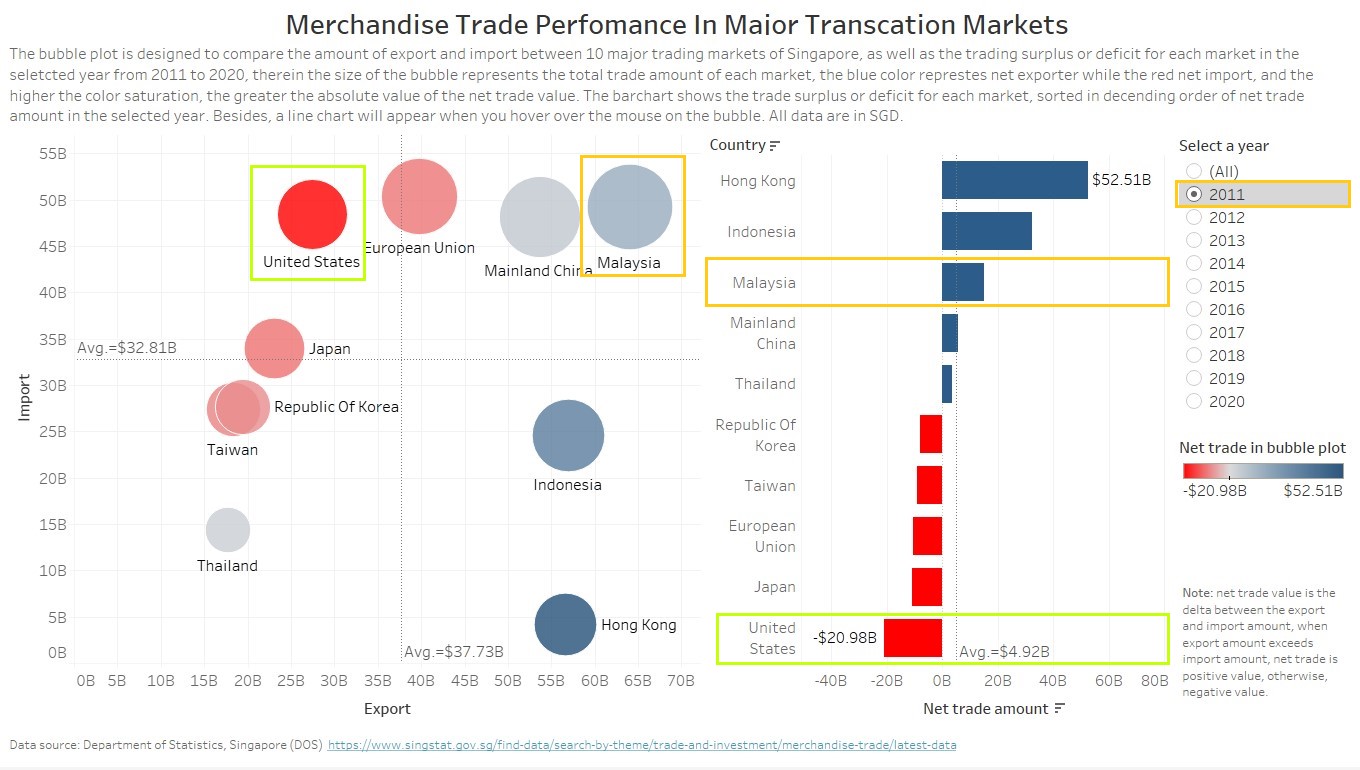 Merchandise Trade Perfomance In Major Transcation Markets
The bubble plot is designed to compare the amount of export and import between 10 major trading markets of Singapore, as well as the trading surplus or deficit for each market in the
seletcted year from 2011 to 2020, therein the size of the bubble represents the total trade amount of each market, the blue color represtes net exporter while the red net import, and the
higher the color saturation, the greater the absolute value of the net trade value. The barchart shows the trade surplus or deficit for each market, sorted in decending order of net trade
amount in the selected year. Besides, a line chart will appear when you hover over the mouse on the bubble. All data are in SGD.
55B
50B
45B
40B
35B
30B
25B
20B
15B
10B
5B
0B
Import
United States
European Union
Mainland China
Malaysia
Avg.=$32.81B
Japan
Republic Of Korea
Taiwan
Indonesia
Thailand
Hong Kong
Avg.=$37.73B
0B 5B 10B 15B 20B 25B 30B 35B 40B 45B 50B 55B 60B 65B 70B
Export
Country
Hong Kong
$52.51B
Indonesia
Malaysia
Mainland
China
Thailand
Republic Of
Korea
Taiwan
European
Union
Japan
United
States
-$20.98B
Avg.=$4.92B
-40B -20B 0B 20B 40B 60B 80B
Net trade amount
Select a year
(All)
2011
2012
2013
2014
2015
2016
2017
2018
2019
2020
Net trade in bubble plot
-$20.98B $52.51B
Note: net trade value is the
delta between the export
and import amount, when
export amount exceeds
import amount, net trade is
positive value, otherwise,
negative value.
Data source: Department of Statistics, Singapore (DOS) https://www.singstat.gov.sg/find-data/search-by-theme/trade-and-investment/merchandise-trade/latest-data